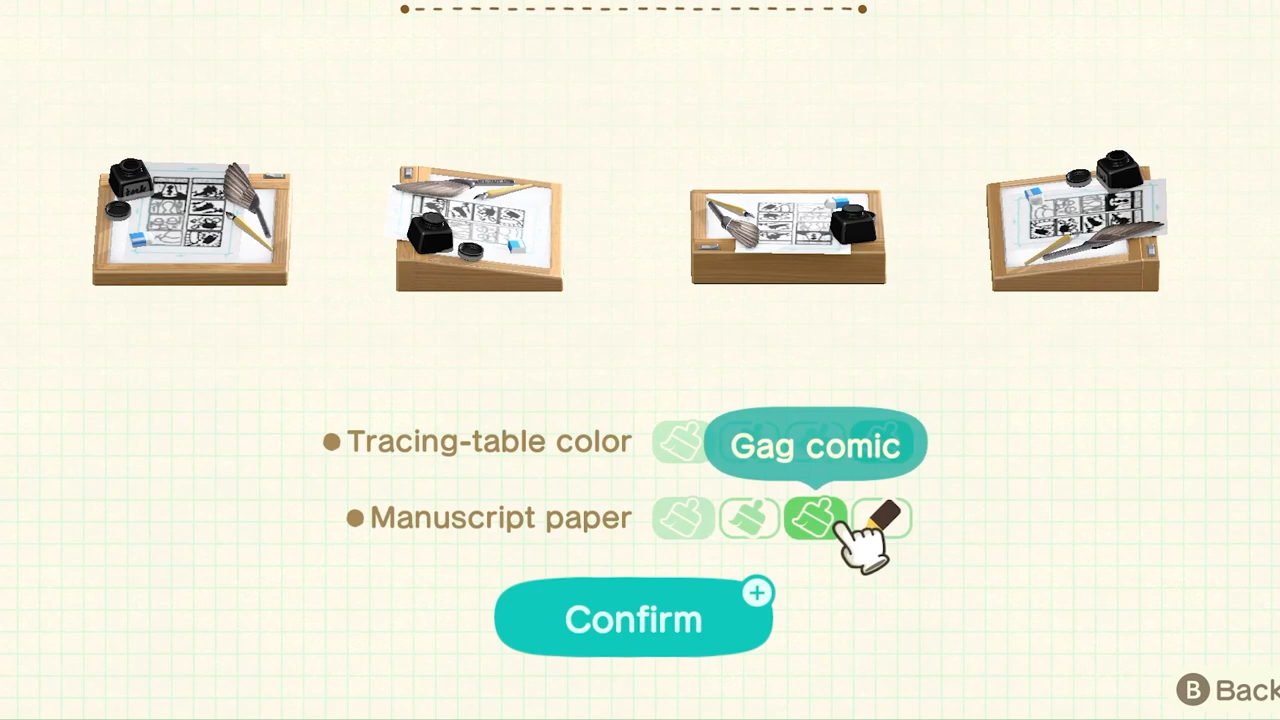 Tracing-table color
Gag comic
Manuscript paper
Confirm
B Back